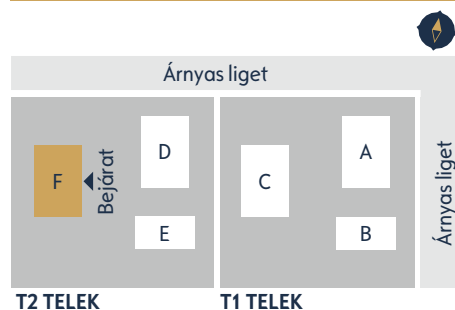 Árnyas liget
Árnyas liget
D
A
F
Bejárat
C
E
B
T2 TELEK
T1 TELEK